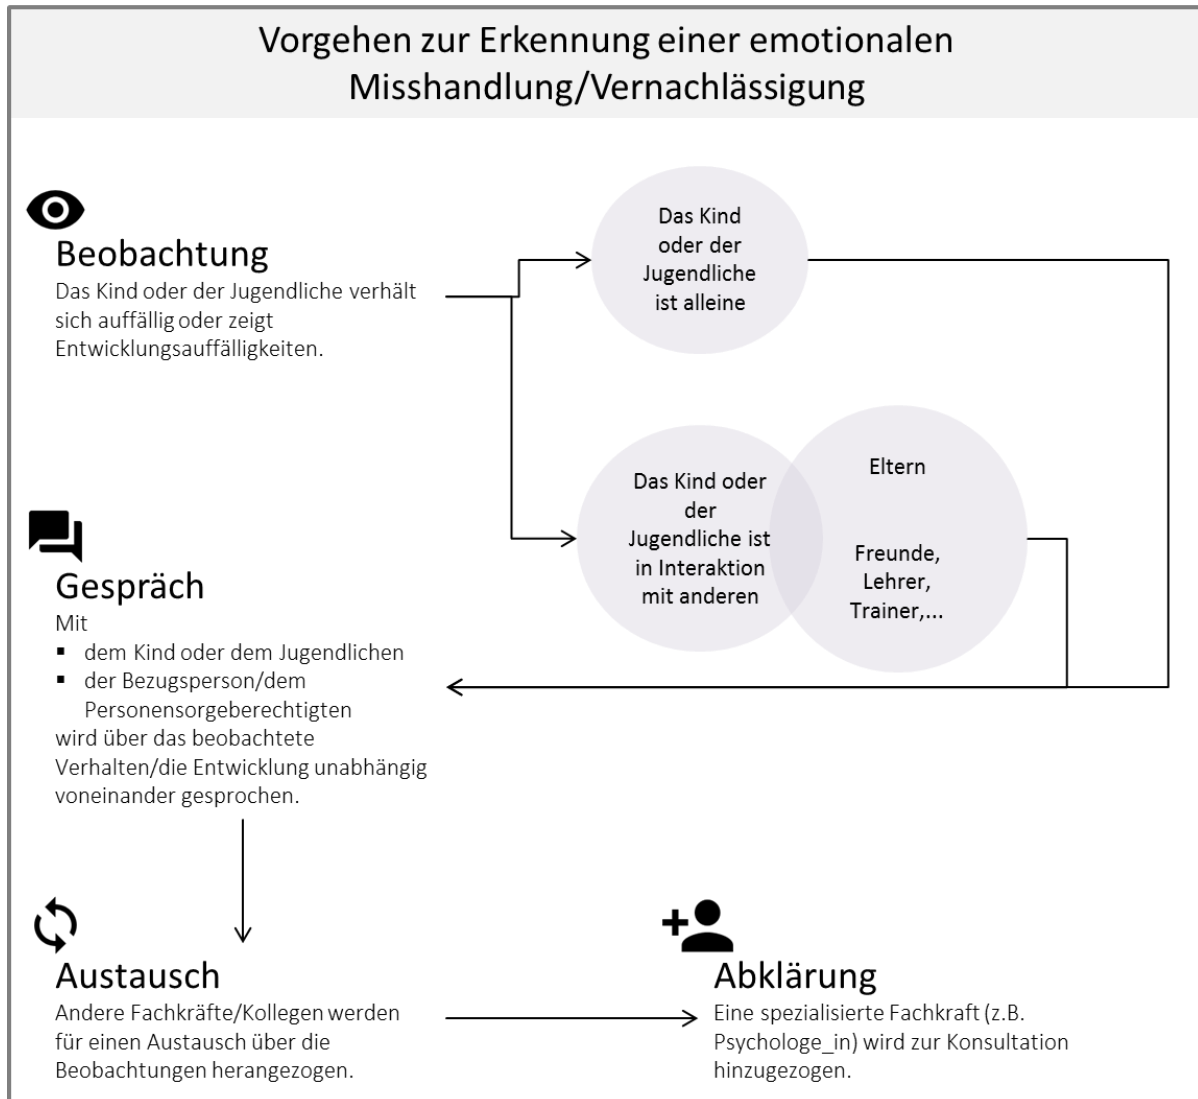 Vorgehen zur Erkennung einer emotionalen
Misshandlung/Vernachlässigung
Beobachtung
Das Kind oder der Jugendliche verhält
sich auffällig oder zeigt
Entwicklungsauffälligkeiten.
Das Kind
oder der
Jugendliche
ist alleine
Das Kind oder
der
Jugendliche ist
in Interaktion
mit anderen
Eltern
Freunde,
Lehrer,
Trainer,...
Gespräch
Mit
▪ dem Kind oder dem Jugendlichen
▪ der Bezugsperson/dem
Personensorgeberechtigten
wird über das beobachtete
Verhalten/die Entwicklung unabhängig
voneinander gesprochen.
Austausch
Andere Fachkräfte/Kollegen werden
für einen Austausch über die
Beobachtungen herangezogen.
Abklärung
Eine spezialisierte Fachkraft (z.B.
Psychologe_in) wird zur Konsultation
hinzugezogen.